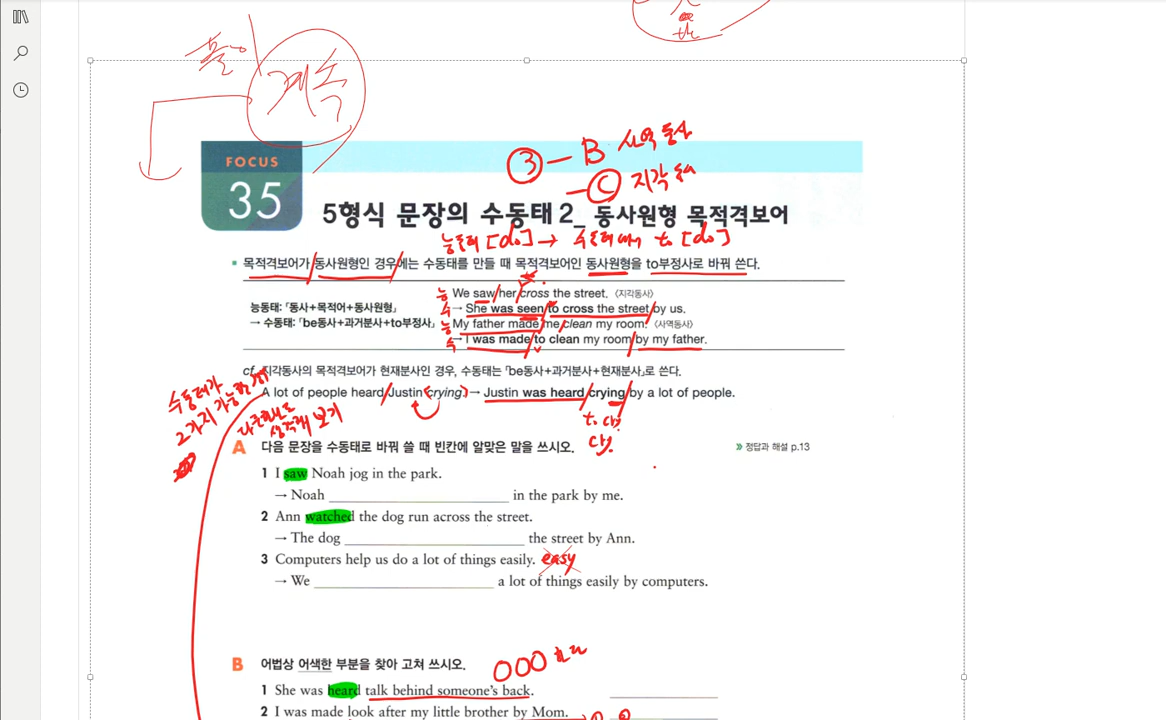 계속
FOCUS
35
③ - B 사역동사
- ⓒ 지각동사
5형식 문장의 수동태 2_ 동사원형 목적격보어
능동태 [do] → 수동태에서 to [do]
▪ 목적격보어가 동사원형인 경우에는 수동태를 만들 때 목적격보어인 동사원형을 to부정사로 바꿔 쓴다.
능동태: 「동사+목적어+동사원형」
→ 수동태: 「be동사+과거분사+to부정사」
능 We saw her cross the street. 〈지각동사〉
수 → She was seen to cross the street by us.
능 My father made me clean my room. 〈사역동사〉
수 → I was made to clean my room by my father.
cf. 지각동사의 목적격보어가 현재분사인 경우, 수동태는 「be동사+과거분사+현재분사」로 쓴다.
A lot of people heard Justin crying. → Justin was heard crying by a lot of people.
수동태가
2가지 가능한
생각해 보기
A 다음 문장을 수동태로 바꿔 쓸 때 빈칸에 알맞은 말을 쓰시오.
» 정답과 해설 p.13
1 I saw Noah jog in the park.
→ Noah ____ in the park by me.
2 Ann watched the dog run across the street.
→ The dog ____ the street by Ann.
3 Computers help us do a lot of things easily. easy
→ We ____ a lot of things easily by computers.
B 어법상 어색한 부분을 찾아 고쳐 쓰시오.
1 She was heard talk behind someone's back.
2 I was made look after my little brother by Mom.